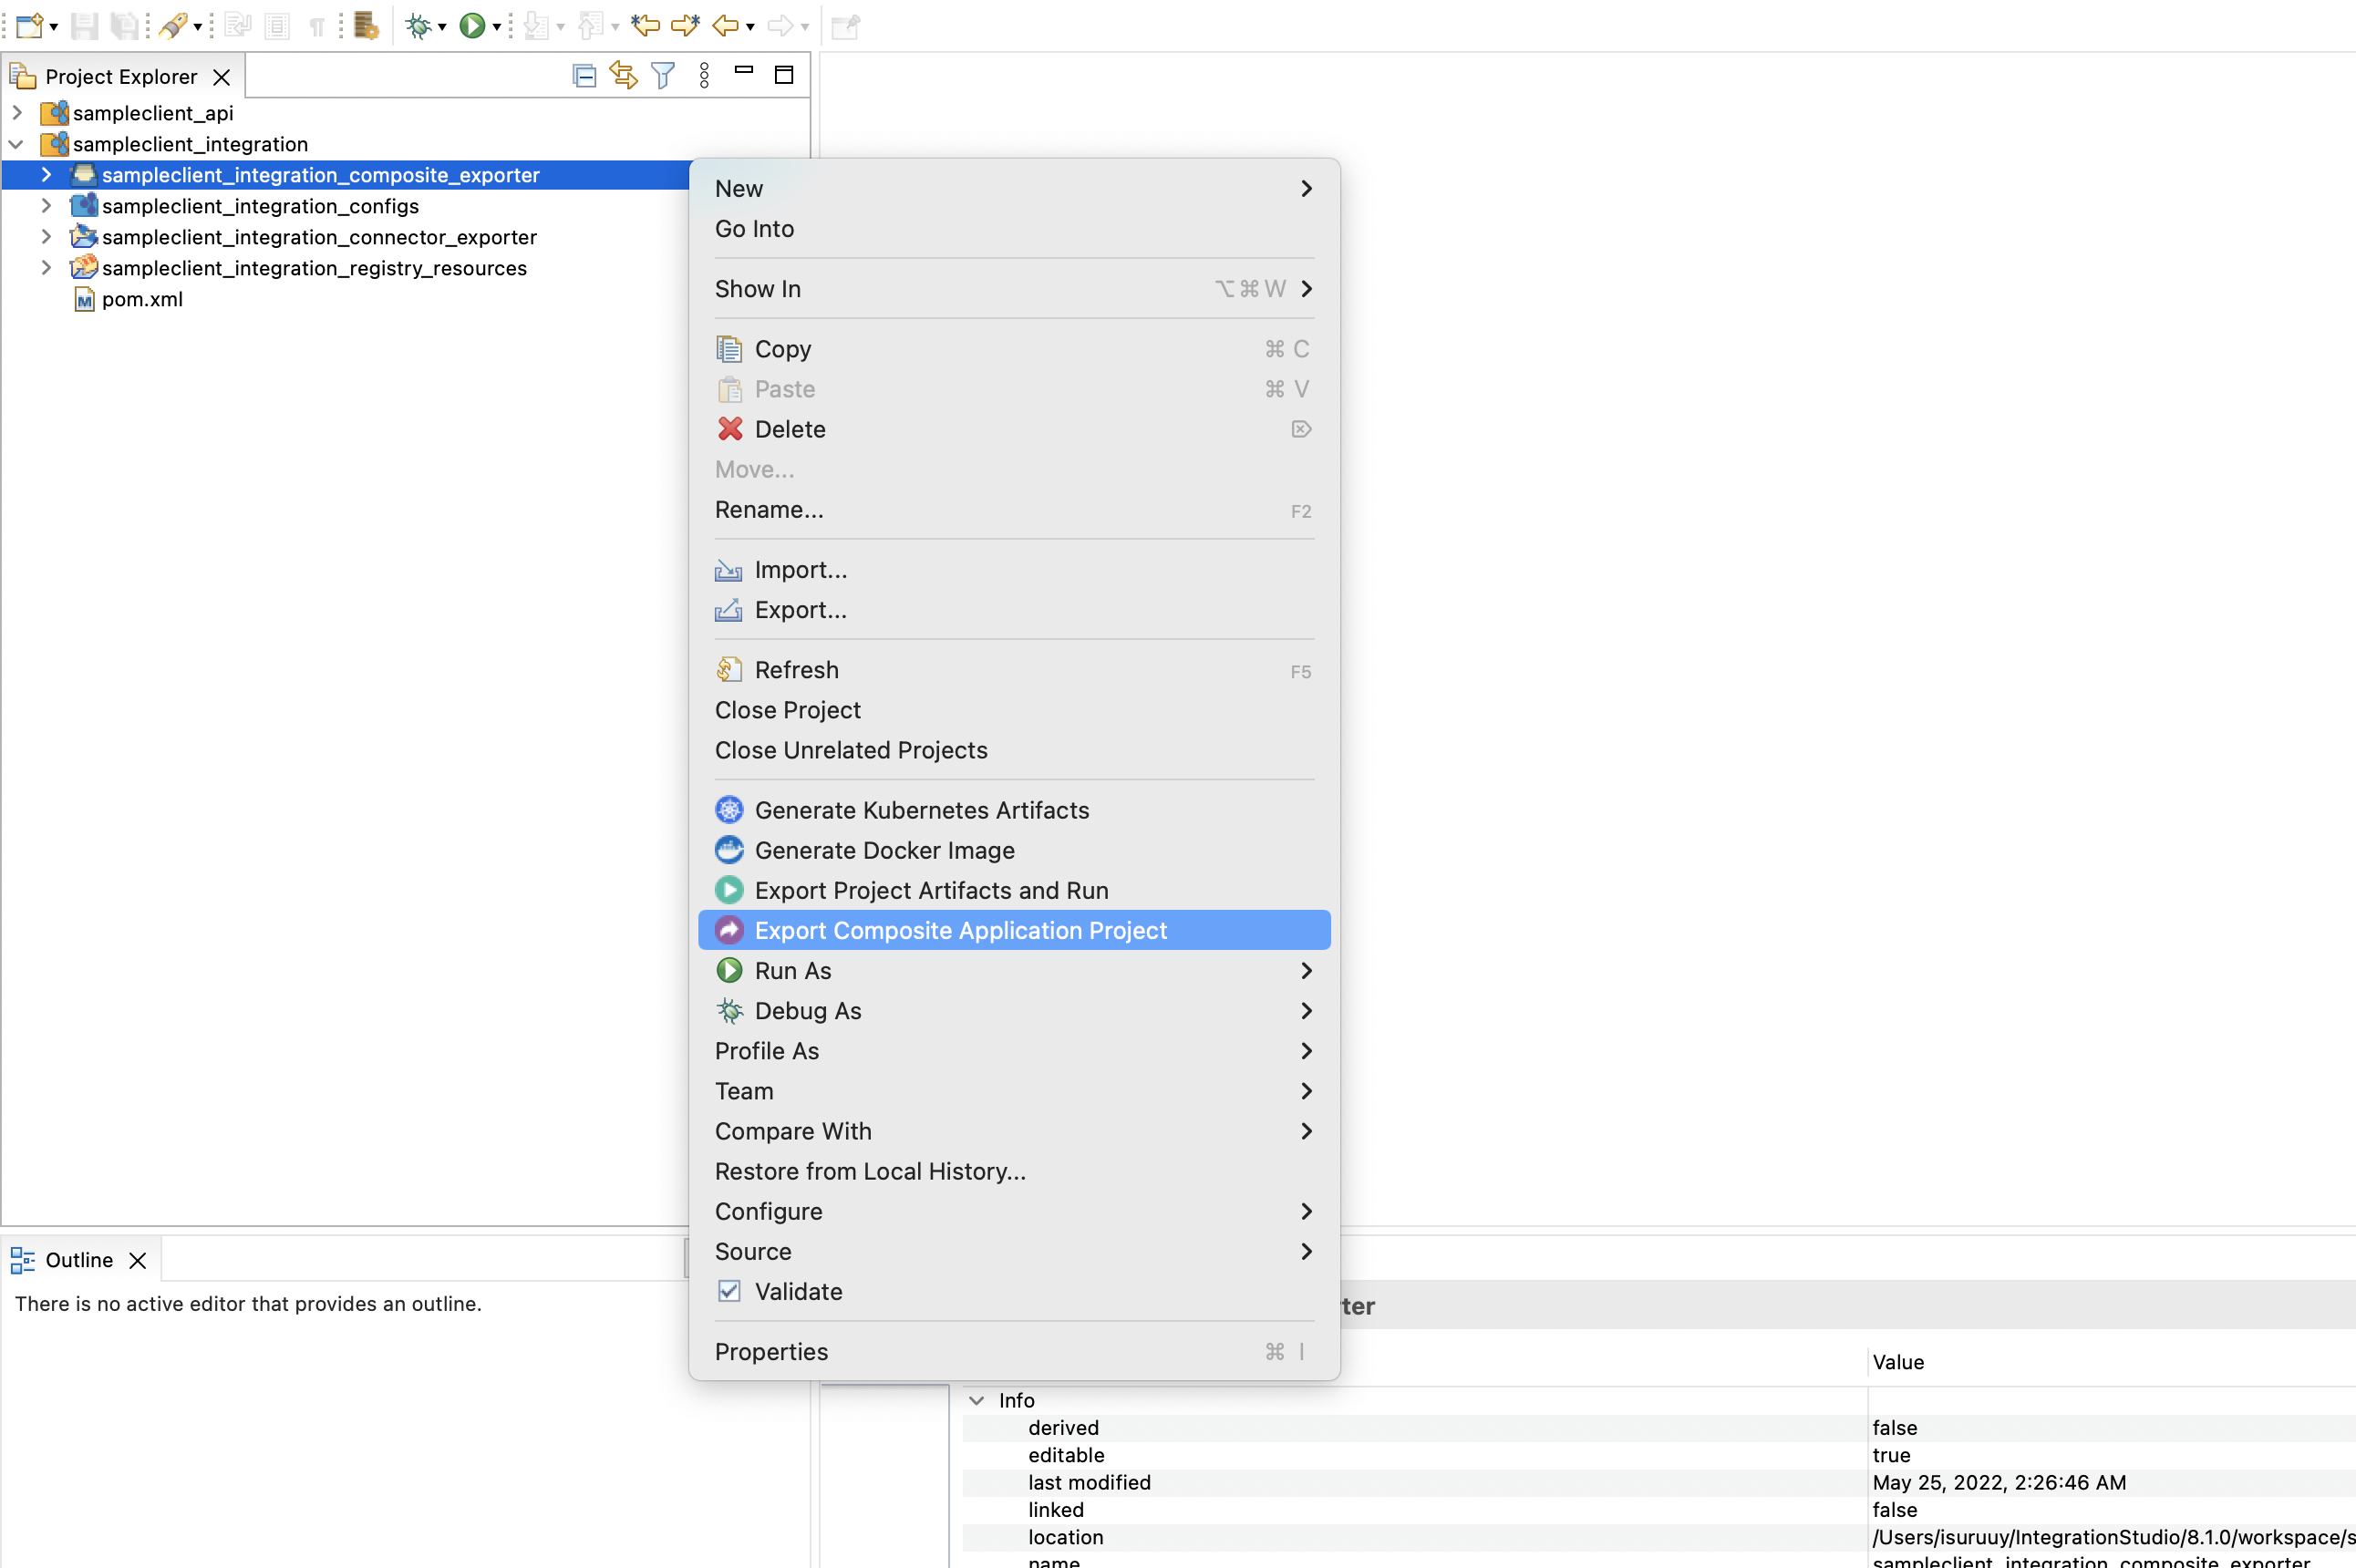 Project Explorer
sampleclient_api
sampleclient_integration
sampleclient_integration_composite_exporter
sampleclient_integration_configs
sampleclient_integration_connector_exporter
sampleclient_integration_registry_resources
pom.xml
New
Go Into
Show In ⌥⌘W
Copy ⌘ C
Paste ⌘ V
Delete ⌦
Move...
Rename... F2
Import...
Export...
Refresh F5
Close Project
Close Unrelated Projects
Generate Kubernetes Artifacts
Generate Docker Image
Export Project Artifacts and Run
Export Composite Application Project
Run As
Debug As
Profile As
Team
Compare With
Restore from Local History...
Configure
Source
Validate
Properties ⌘ I
Outline
There is no active editor that provides an outline.
ter
Value
Info
derived false
editable true
last modified May 25, 2022, 2:26:46 AM
linked false
location /Users/isuruuy/IntegrationStudio/8.1.0/workspace/s
name sampleclient_integration_composite_exporter